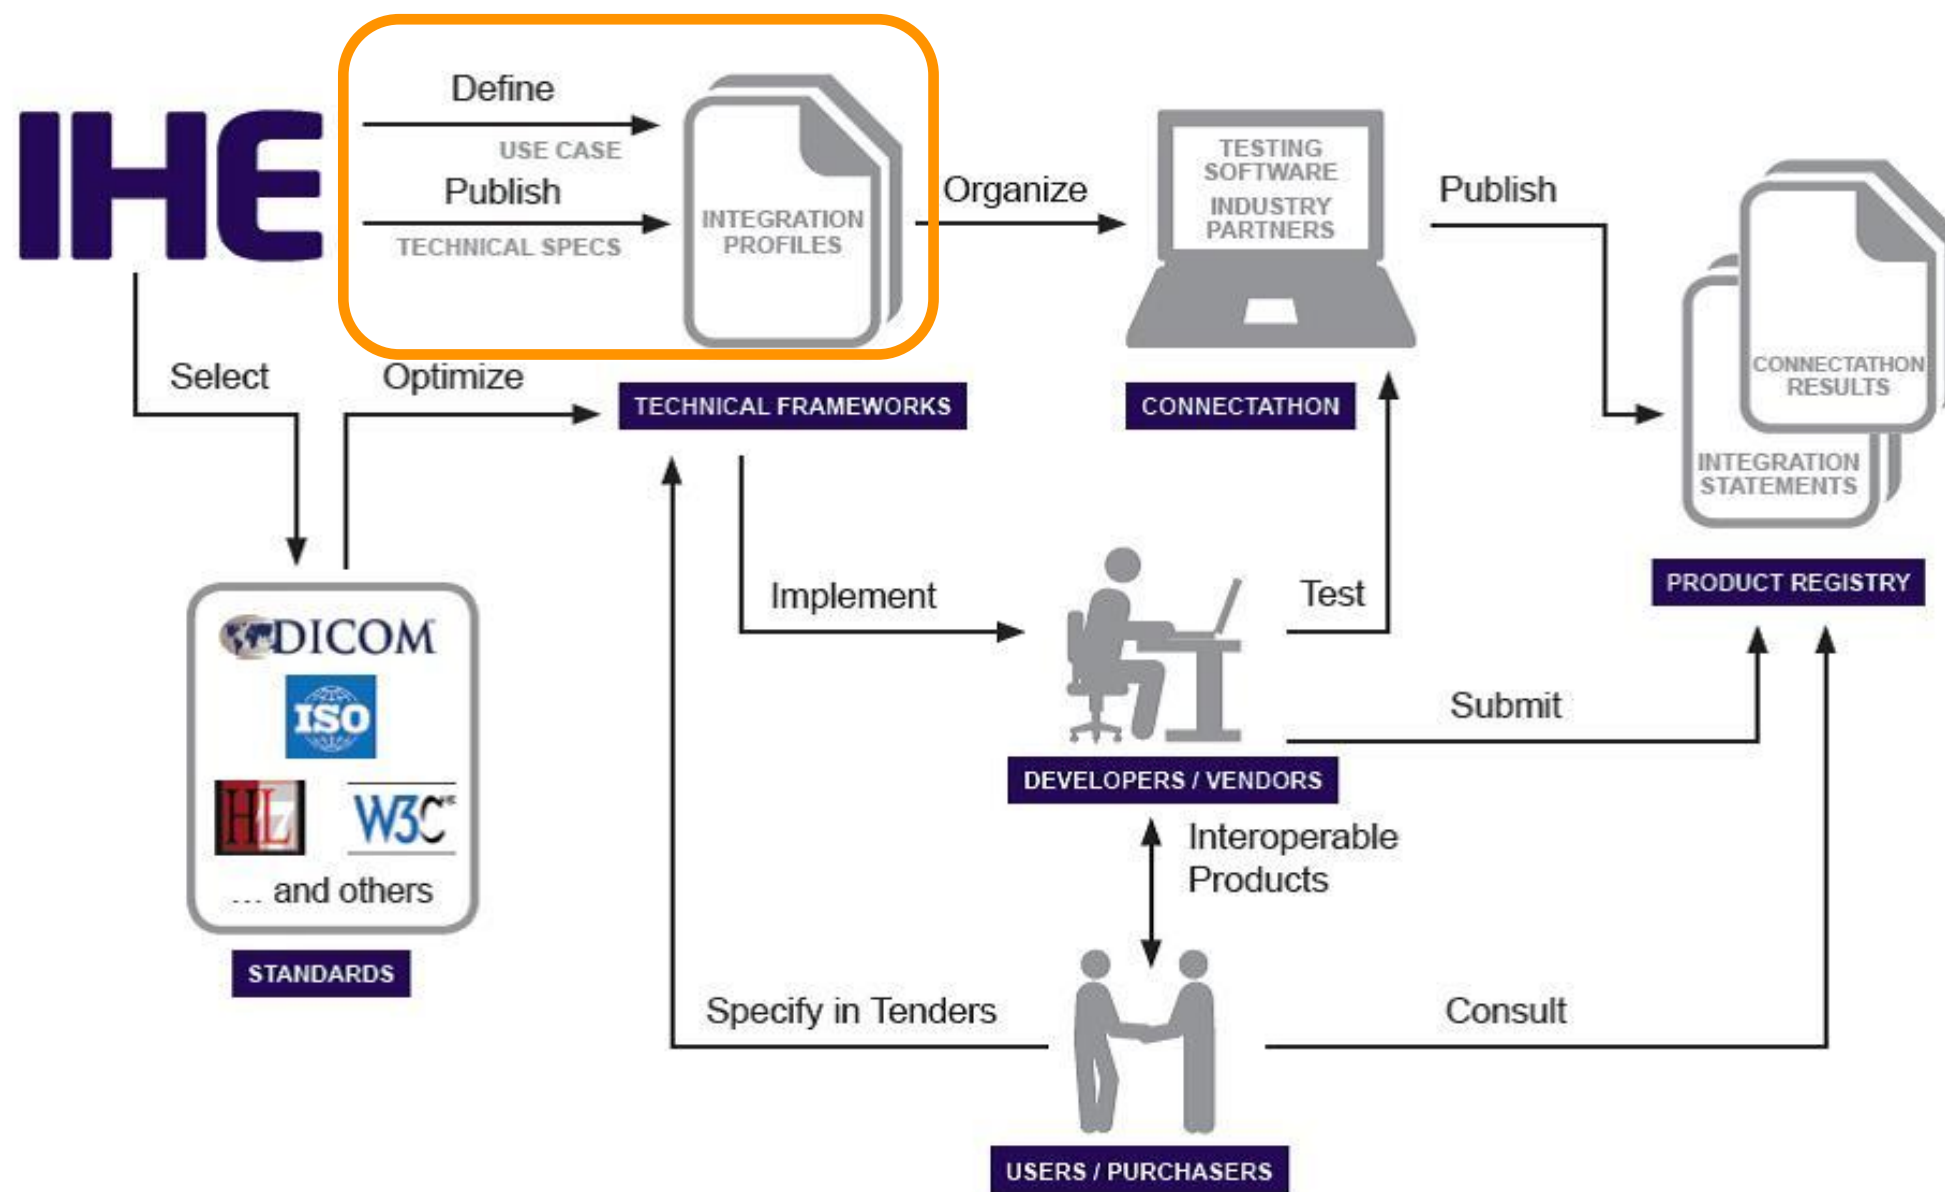 IHE
Define
USE CASE
Publish
TECHNICAL SPECS
INTEGRATION
PROFILES
Organize
TESTING
SOFTWARE
INDUSTRY
PARTNERS
Publish
CONNECTATHON
RESULTS
INTEGRATION
STATEMENTS
Select
Optimize
TECHNICAL FRAMEWORKS
CONNECTATHON
PRODUCT REGISTRY
DICOM
ISO
HL7
W3C
... and others
STANDARDS
Implement
Test
Submit
DEVELOPERS / VENDORS
Interoperable
Products
Specify in Tenders
Consult
USERS / PURCHASERS